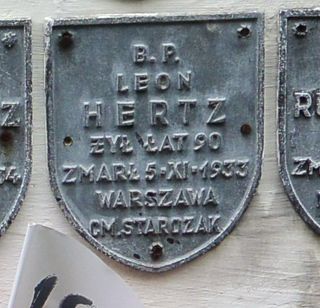 B. P.
LEON
HERTZ
ŻYŁ LAT 90
ZMARŁ 5-XI-1933
WARSZAWA
CM. STAROZAK